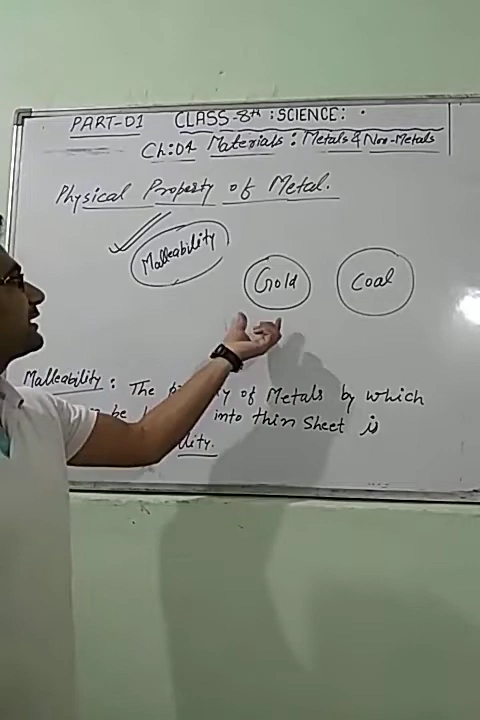 PART-01 CLASS-8th :SCIENCE:
Ch:04 Materials: Metals & Non-Metals
Physical Property of Metal.
Malleability
Gold
Coal
Malleability : The of Metals by which
be into thin Sheet is